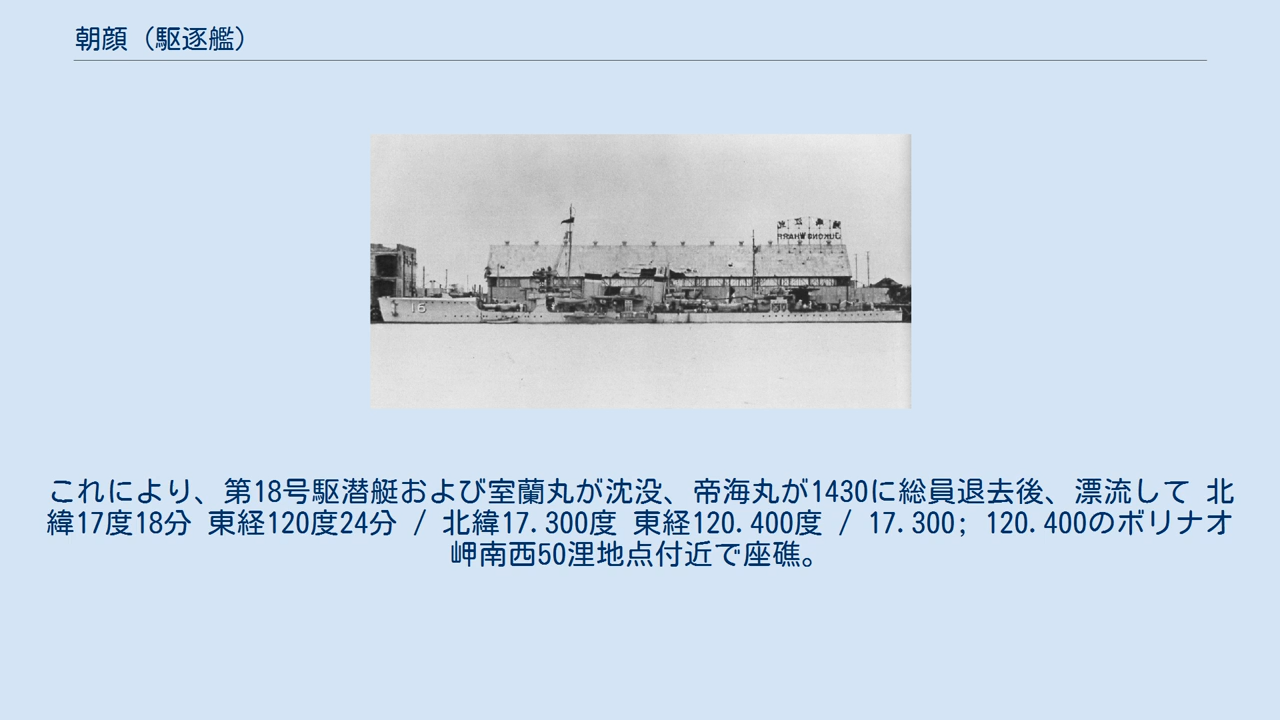 朝顔（駆逐艦）
15
これにより、第18号駆潜艇および室蘭丸が沈没、帝海丸が1430に総員退去後、漂流して 北
緯17度18分 東経120度24分 / 北緯17.300度 東経120.400度 / 17.300; 120.400のボリナオ
岬南西50浬地点付近で座礁。